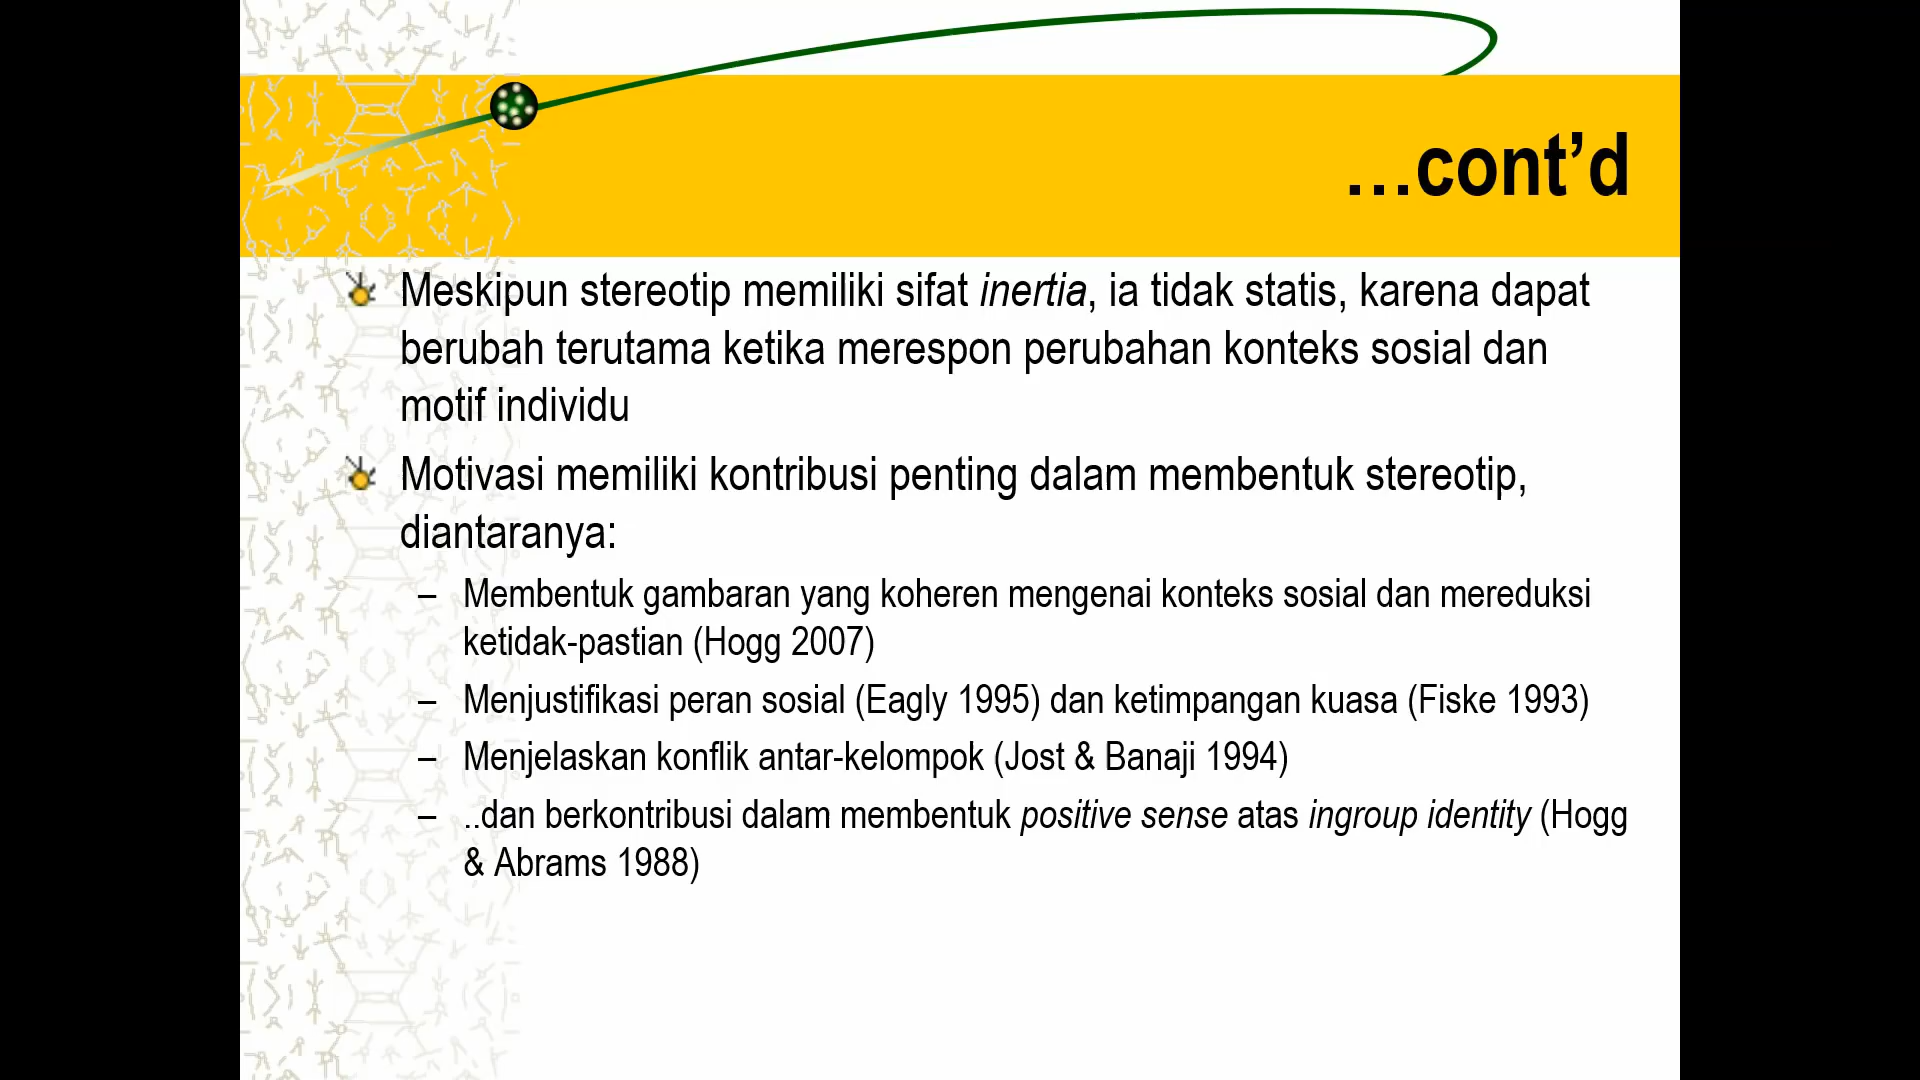 ...cont’d
Meskipun stereotip memiliki sifat inertia, ia tidak statis, karena dapat
berubah terutama ketika merespon perubahan konteks sosial dan
motif individu
Motivasi memiliki kontribusi penting dalam membentuk stereotip,
diantaranya:
– Membentuk gambaran yang koheren mengenai konteks sosial dan mereduksi
ketidak-pastian (Hogg 2007)
– Menjustifikasi peran sosial (Eagly 1995) dan ketimpangan kuasa (Fiske 1993)
– Menjelaskan konflik antar-kelompok (Jost & Banaji 1994)
– ..dan berkontribusi dalam membentuk positive sense atas ingroup identity (Hogg
& Abrams 1988)